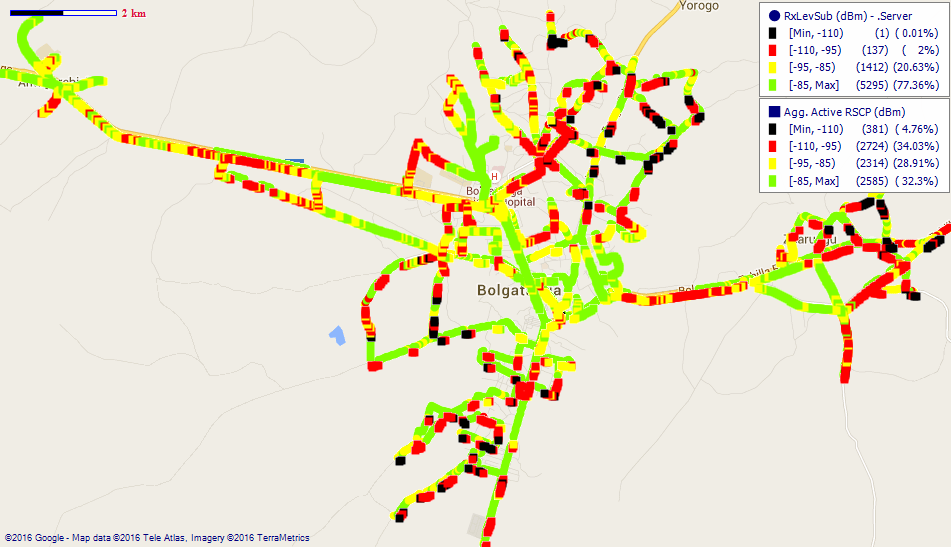 2 km
Yorogo
RxLevSub (dBm) - .Server
[Min, -110) (1) ( 0.01%)
[-110, -95) (137) ( 2%)
[-95, -85) (1412) (20.63%)
[-85, Max] (5295) (77.36%)
Agg. Active RSCP (dBm)
[Min, -110) (381) ( 4.76%)
[-110, -95) (2724) (34.03%)
[-95, -85) (2314) (28.91%)
[-85, Max] (2585) ( 32.3%)
H
©2016 Google - Map data ©2016 Tele Atlas, Imagery ©2016 TerraMetrics